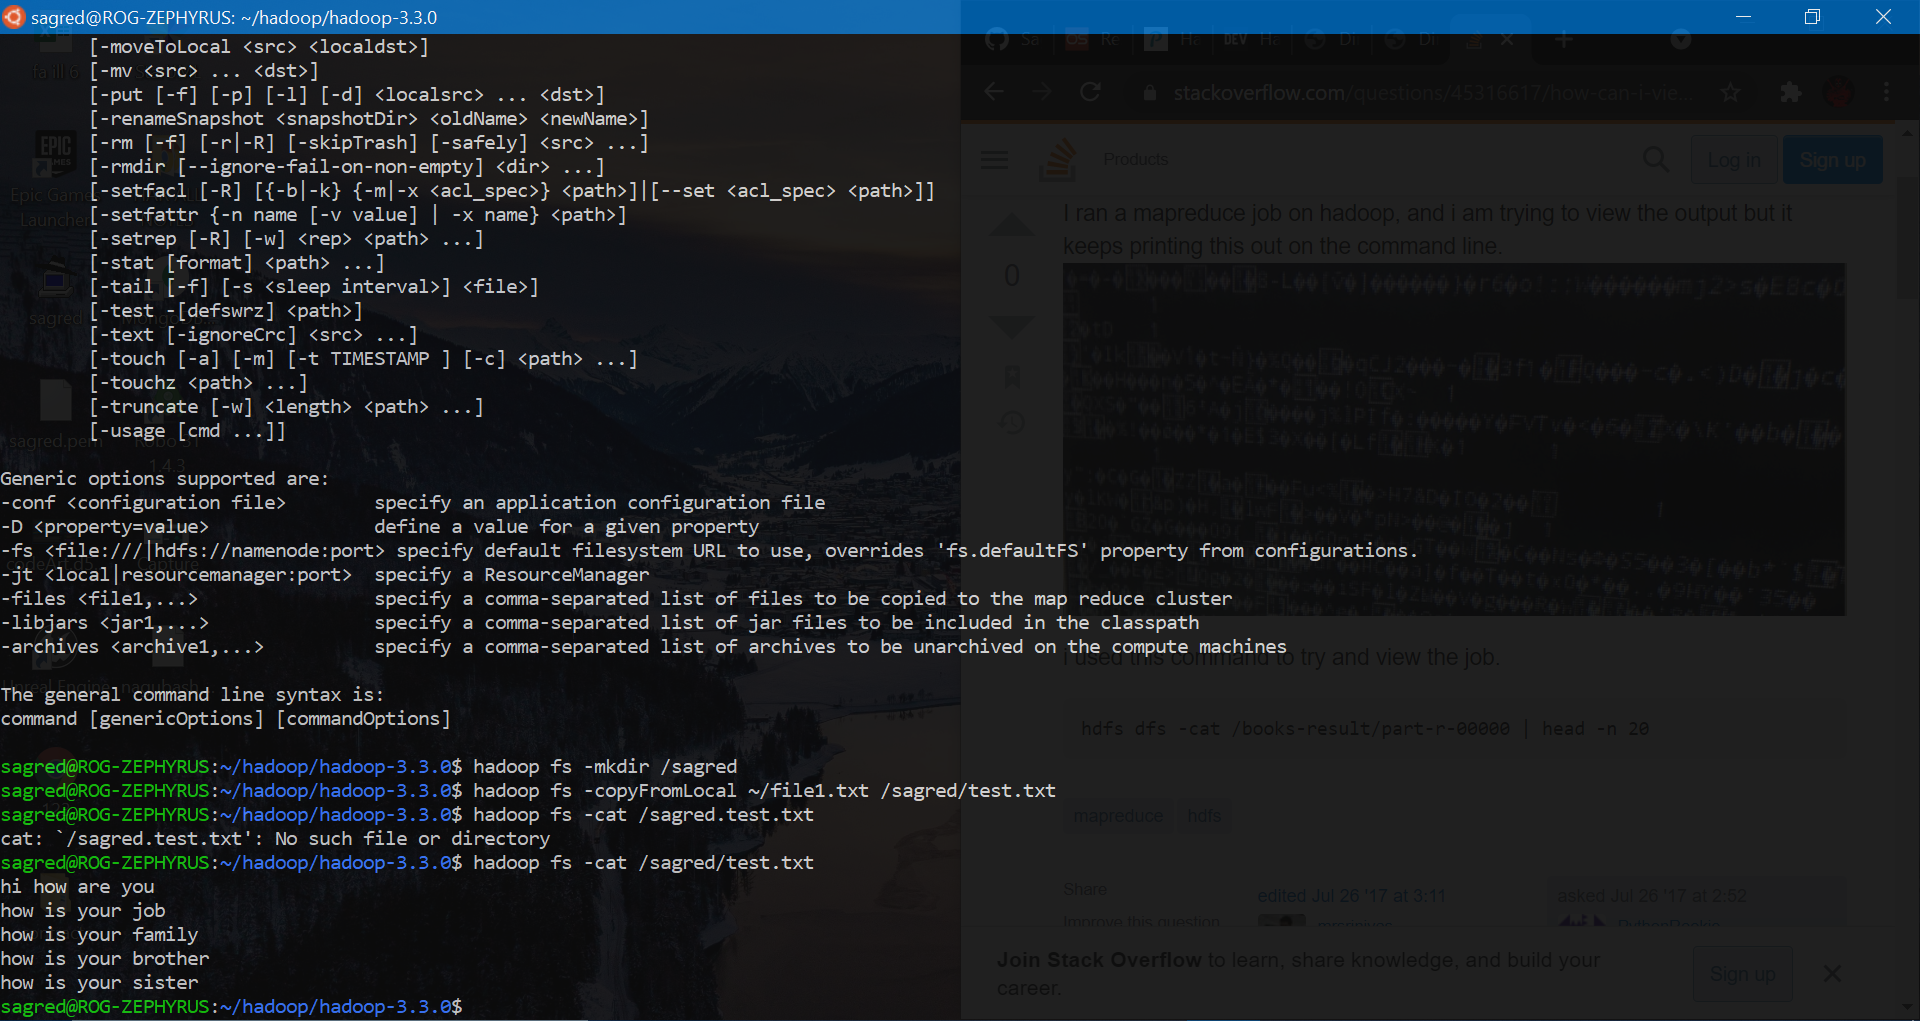 sagred@ROG-ZEPHYRUS: ~/hadoop/hadoop-3.3.0
[-moveToLocal <src> <localdst>]
[-mv <src> ... <dst>]
[-put [-f] [-p] [-l] [-d] <localsrc> ... <dst>]
[-renameSnapshot <snapshotDir> <oldName> <newName>]
[-rm [-f] [-r|-R] [-skipTrash] [-safely] <src> ...]
[-rmdir [--ignore-fail-on-non-empty] <dir> ...]
[-setfacl [-R] [{-b|-k} {-m|-x <acl_spec>} <path>]|[--set <acl_spec> <path>]]
[-setfattr {-n name [-v value] | -x name} <path>]
[-setrep [-R] [-w] <rep> <path> ...]
[-stat [format] <path> ...]
[-tail [-f] [-s <sleep interval>] <file>]
[-test -[defswrz] <path>]
[-text [-ignoreCrc] <src> ...]
[-touch [-a] [-m] [-t TIMESTAMP ] [-c] <path> ...]
[-touchz <path> ...]
[-truncate [-w] <length> <path> ...]
[-usage [cmd ...]]
Generic options supported are:
-conf <configuration file>        specify an application configuration file
-D <property=value>               define a value for a given property
-fs <file:///|hdfs://namenode:port> specify default filesystem URL to use, overrides 'fs.defaultFS' property from configurations.
-jt <local|resourcemanager:port>  specify a ResourceManager
-files <file1,...>                specify a comma-separated list of files to be copied to the map reduce cluster
-libjars <jar1,...>               specify a comma-separated list of jar files to be included in the classpath
-archives <archive1,...>          specify a comma-separated list of archives to be unarchived on the compute machines
The general command line syntax is:
command [genericOptions] [commandOptions]
sagred@ROG-ZEPHYRUS:~/hadoop/hadoop-3.3.0$ hadoop fs -mkdir /sagred
sagred@ROG-ZEPHYRUS:~/hadoop/hadoop-3.3.0$ hadoop fs -copyFromLocal ~/file1.txt /sagred/test.txt
sagred@ROG-ZEPHYRUS:~/hadoop/hadoop-3.3.0$ hadoop fs -cat /sagred.test.txt
cat: `/sagred.test.txt': No such file or directory
sagred@ROG-ZEPHYRUS:~/hadoop/hadoop-3.3.0$ hadoop fs -cat /sagred/test.txt
hi how are you
how is your job
how is your family
how is your brother
how is your sister
sagred@ROG-ZEPHYRUS:~/hadoop/hadoop-3.3.0$
stackoverflow.com/questions/45316617/how-can-i-vie...
Products
Log in
Sign up
I ran a mapreduce job on hadoop, and i am trying to view the output but it
keeps printing this out on the command line.
0
i used this command to try and view the job.
hdfs dfs -cat /books-result/part-r-00000 | head -n 20
mapreduce hdfs
Share
Improve this question
edited Jul 26 '17 at 3:11
asked Jul 26 '17 at 2:52
Join Stack Overflow to learn, share knowledge, and build your
career.
Sign up
Epic Games
Launcher
sagred
sagred.pem
1.4.3
Capture